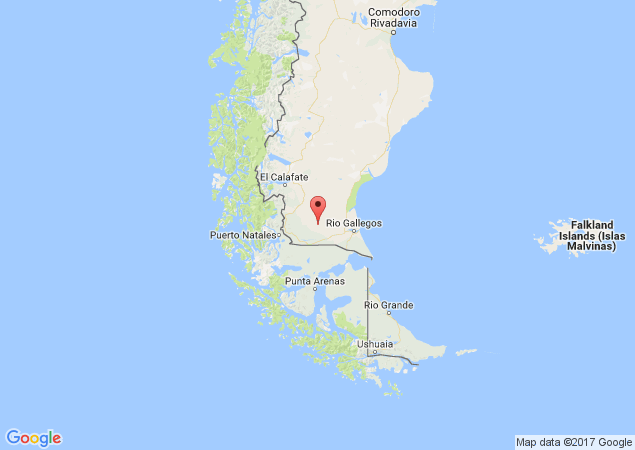 Comodoro
Rivadavia
El Calafate
Rio Gallegos
Puerto Natales
Falkland
Islands (Islas
Malvinas)
Punta Arenas
Rio Grande
Ushuaia
Google
Map data ©2017 Google